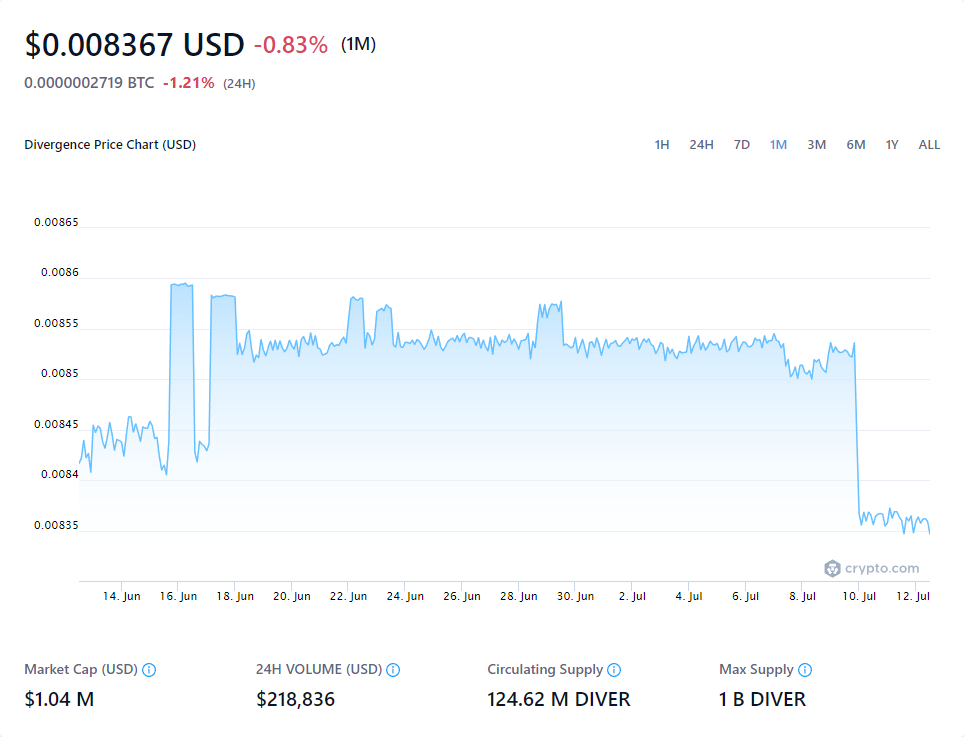 $0.008367 USD -0.83% (1M)
0.0000002719 BTC -1.21% (24H)
Divergence Price Chart (USD)
1H 24H 7D 1M 3M 6M 1Y ALL
0.00865
0.0086
0.00855
0.0085
0.00845
0.0084
0.00835
crypto.com
14. Jun 16. Jun 18. Jun 20. Jun 22. Jun 24. Jun 26. Jun 28. Jun 30. Jun 2. Jul 4. Jul 6. Jul 8. Jul 10. Jul 12. Jul
Market Cap (USD) 24H VOLUME (USD) Circulating Supply Max Supply
$1.04 M $218,836 124.62 M DIVER 1 B DIVER